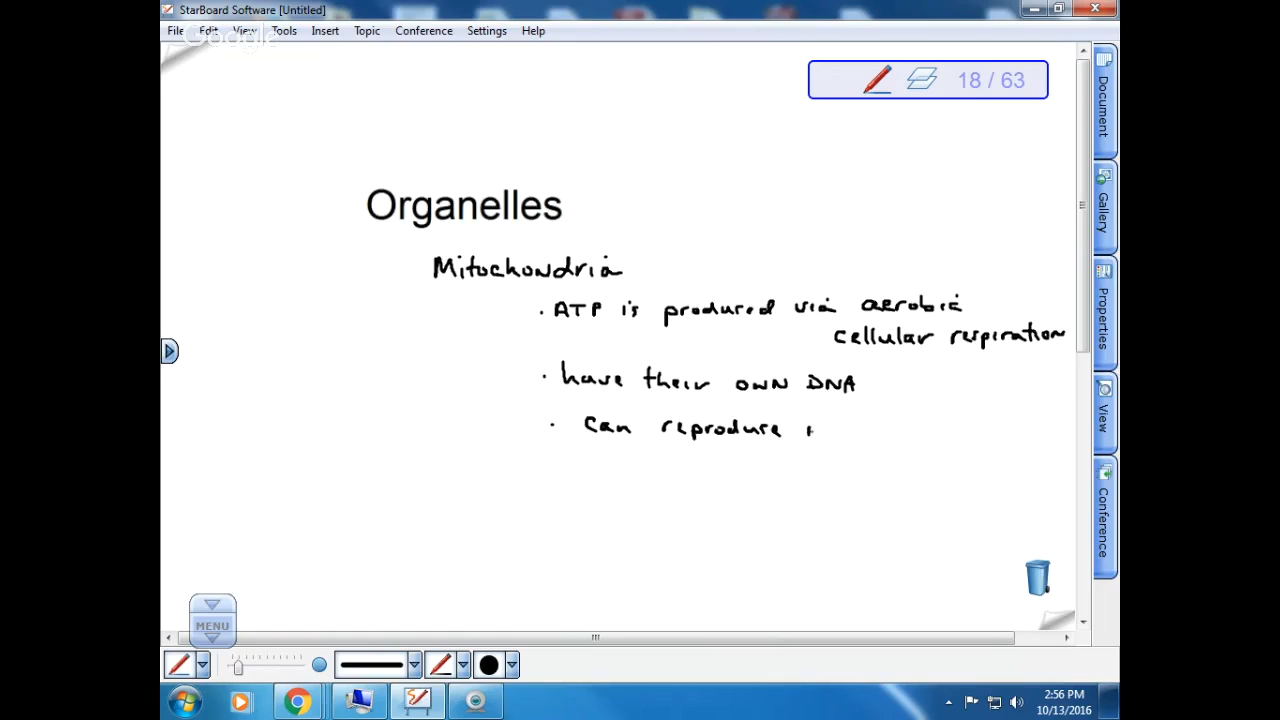 StarBoard Software [Untitled]
File Edit View Tools Insert Topic Conference Settings Help
Google
18 / 63
Document
Gallery
Properties
View
Conference
Organelles
Mitochondria
· ATP is produced via aerobic
cellular respiration
· have their own DNA
· can reproduce
MENU
2:56 PM
10/13/2016